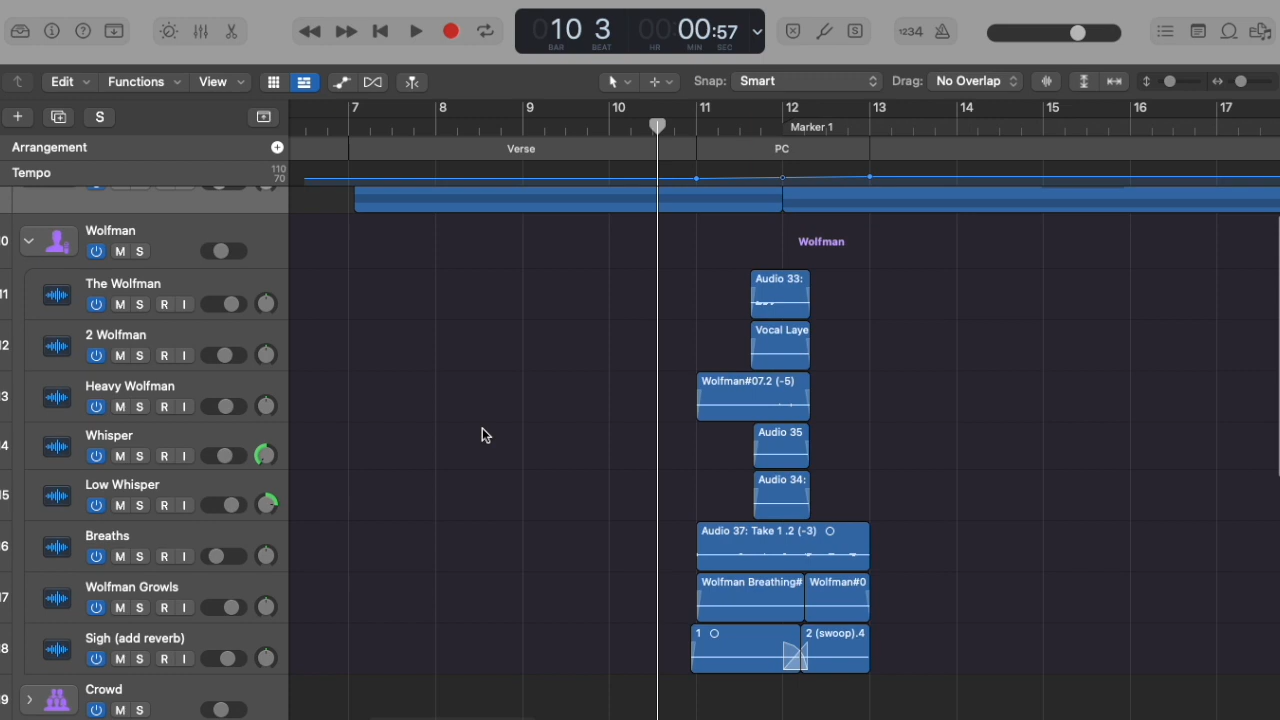 10 3 00:00:57
BAR BEAT HR MIN SEC
1234
Edit Functions View Snap: Smart Drag: No Overlap
S
7 8 9 10 11 12 13 14 15 16 17
Marker 1
Arrangement Verse PC
Tempo 110
70
Wolfman
M S
Wolfman
The Wolfman
M S R I
Audio 33:
2 Wolfman
M S R I
Vocal Laye
Heavy Wolfman
M S R I
Wolfman#07.2 (-5)
Whisper
M S R I
Audio 35
Low Whisper
M S R I
Audio 34:
Breaths
M S R I
Audio 37: Take 1 .2 (-3)
Wolfman Growls
M S R I
Wolfman Breathing# Wolfman#0
Sigh (add reverb)
M S R I
1 2 (swoop).4
Crowd
M S